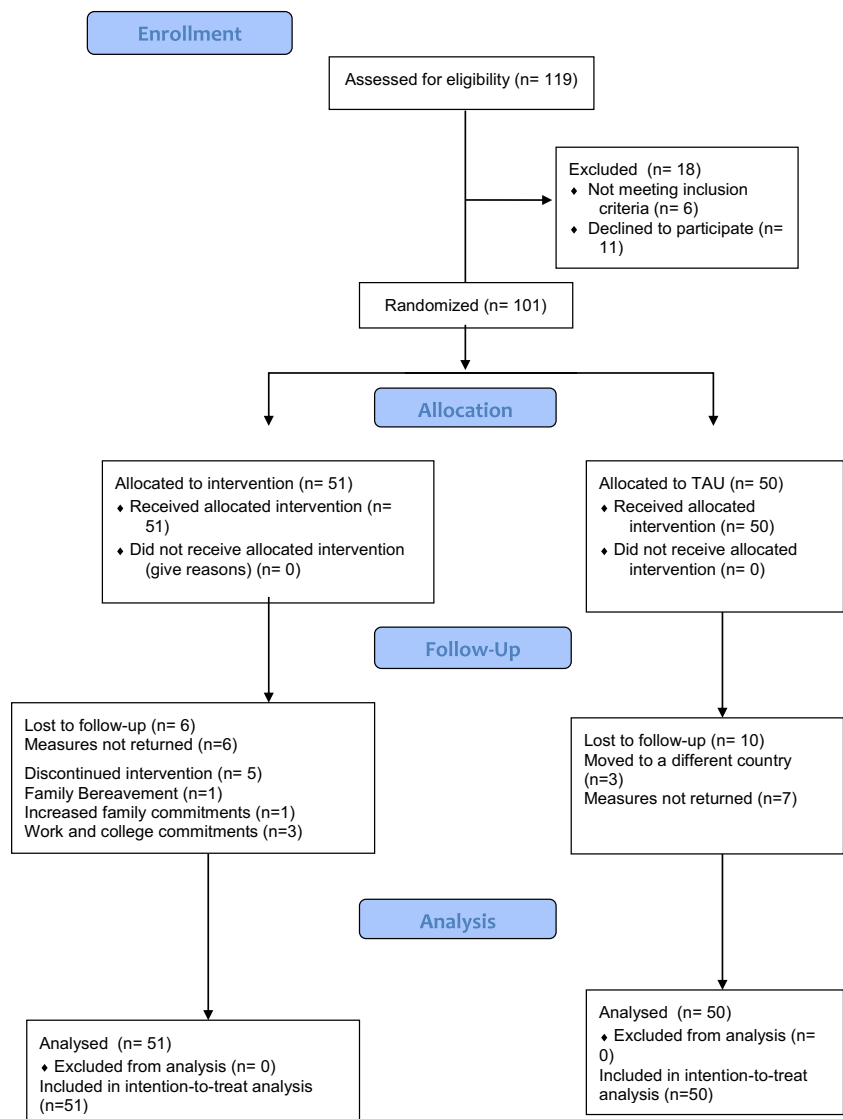 Enrollment
Assessed for eligibility (n= 119)
Excluded (n= 18)
♦ Not meeting inclusion
criteria (n= 6)
♦ Declined to participate (n=
11)
Randomized (n= 101)
Allocation
Allocated to intervention (n= 51)
♦ Received allocated intervention (n=
51)
♦ Did not receive allocated intervention
(give reasons) (n= 0)
Allocated to TAU (n= 50)
♦ Received allocated
intervention (n= 50)
♦ Did not receive allocated
intervention (n= 0)
Follow-Up
Lost to follow-up (n= 6)
Measures not returned (n=6)
Discontinued intervention (n= 5)
Family Bereavement (n=1)
Increased family commitments (n=1)
Work and college commitments (n=3)
Lost to follow-up (n= 10)
Moved to a different country
(n=3)
Measures not returned (n=7)
Analysis
Analysed (n= 51)
♦ Excluded from analysis (n= 0)
Included in intention-to-treat analysis
(n=51)
Analysed (n= 50)
♦ Excluded from analysis (n=
0)
Included in intention-to-treat
analysis (n=50)